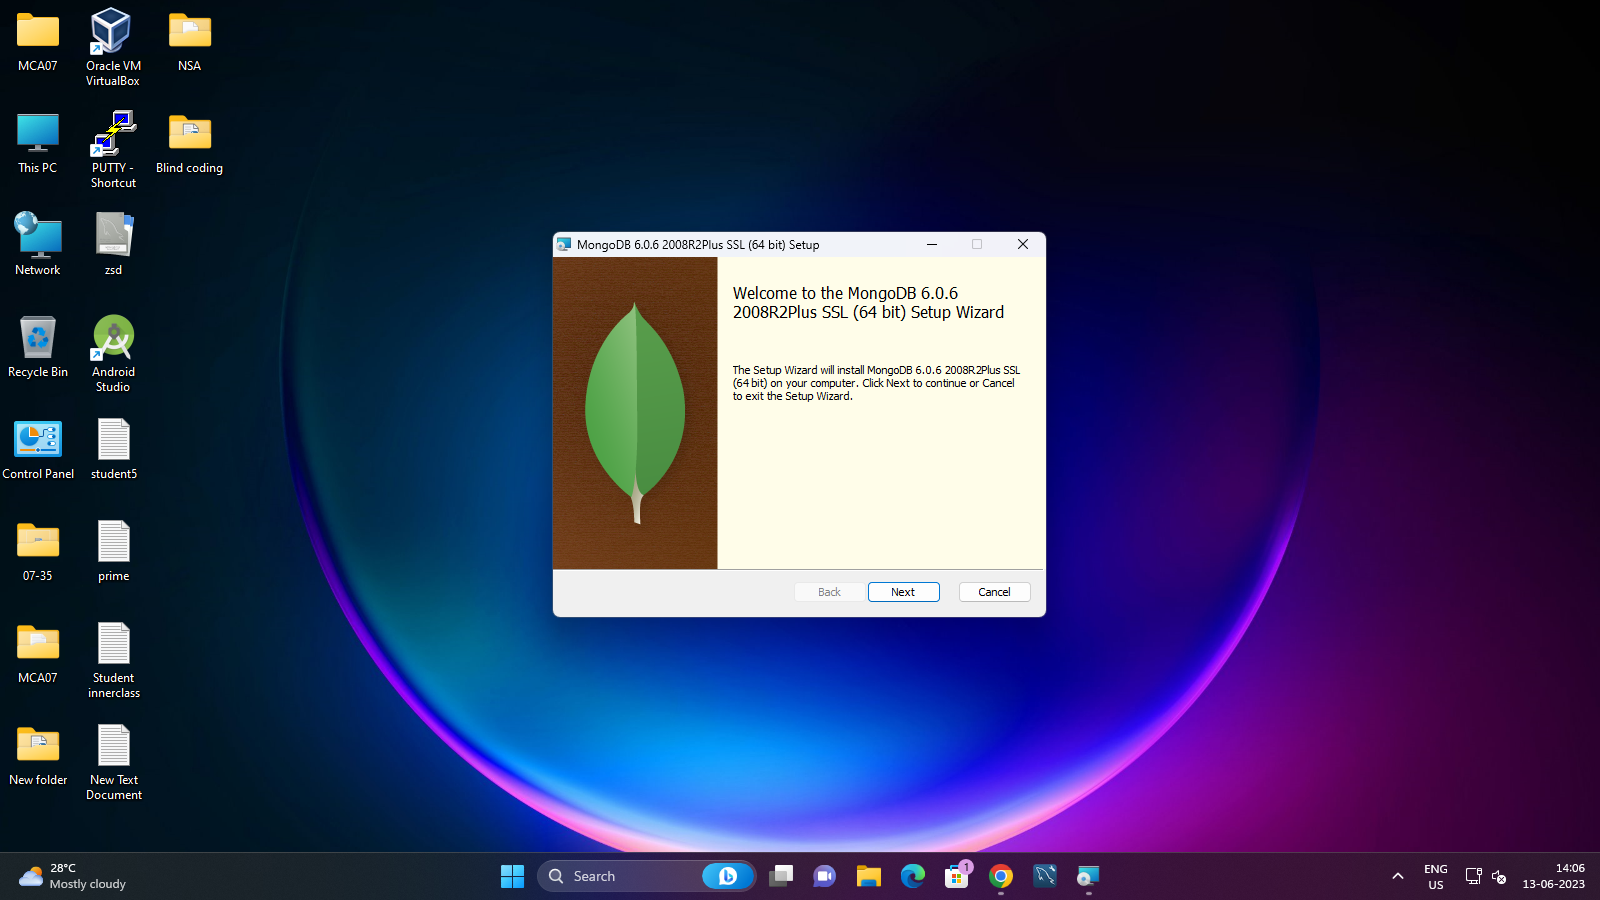 MCA07
Oracle VM
VirtualBox
NSA
This PC
PUTTY -
Shortcut
Blind coding
Network
zsd
Recycle Bin
Android
Studio
Control Panel
student5
07-35
prime
MCA07
Student
innerclass
New folder
New Text
Document
MongoDB 6.0.6 2008R2Plus SSL (64 bit) Setup
Welcome to the MongoDB 6.0.6
2008R2Plus SSL (64 bit) Setup Wizard
The Setup Wizard will install MongoDB 6.0.6 2008R2Plus SSL
(64 bit) on your computer. Click Next to continue or Cancel
to exit the Setup Wizard.
Back
Next
Cancel
28°C
Mostly cloudy
Search
1
ENG
US
14:06
13-06-2023